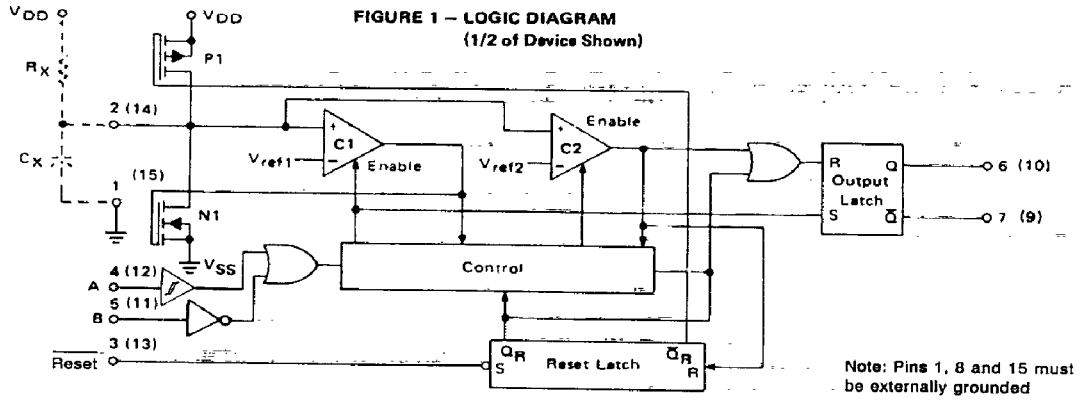 FIGURE 1 – LOGIC DIAGRAM
(1/2 of Device Shown)
VDD
VDD
P1
RX
2 (14)
CX
1
(15)
N1
VSS
Vref1
+
C1
–
Enable
Vref2
+
C2
–
Enable
R Q
Output
Latch
S Q̅
6 (10)
7 (9)
4 (12)
A
5 (11)
B
3 (13)
R̅e̅s̅e̅t̅
Control
QR
S
Reset Latch
Q̅R
R
Note: Pins 1, 8 and 15 must
be externally grounded